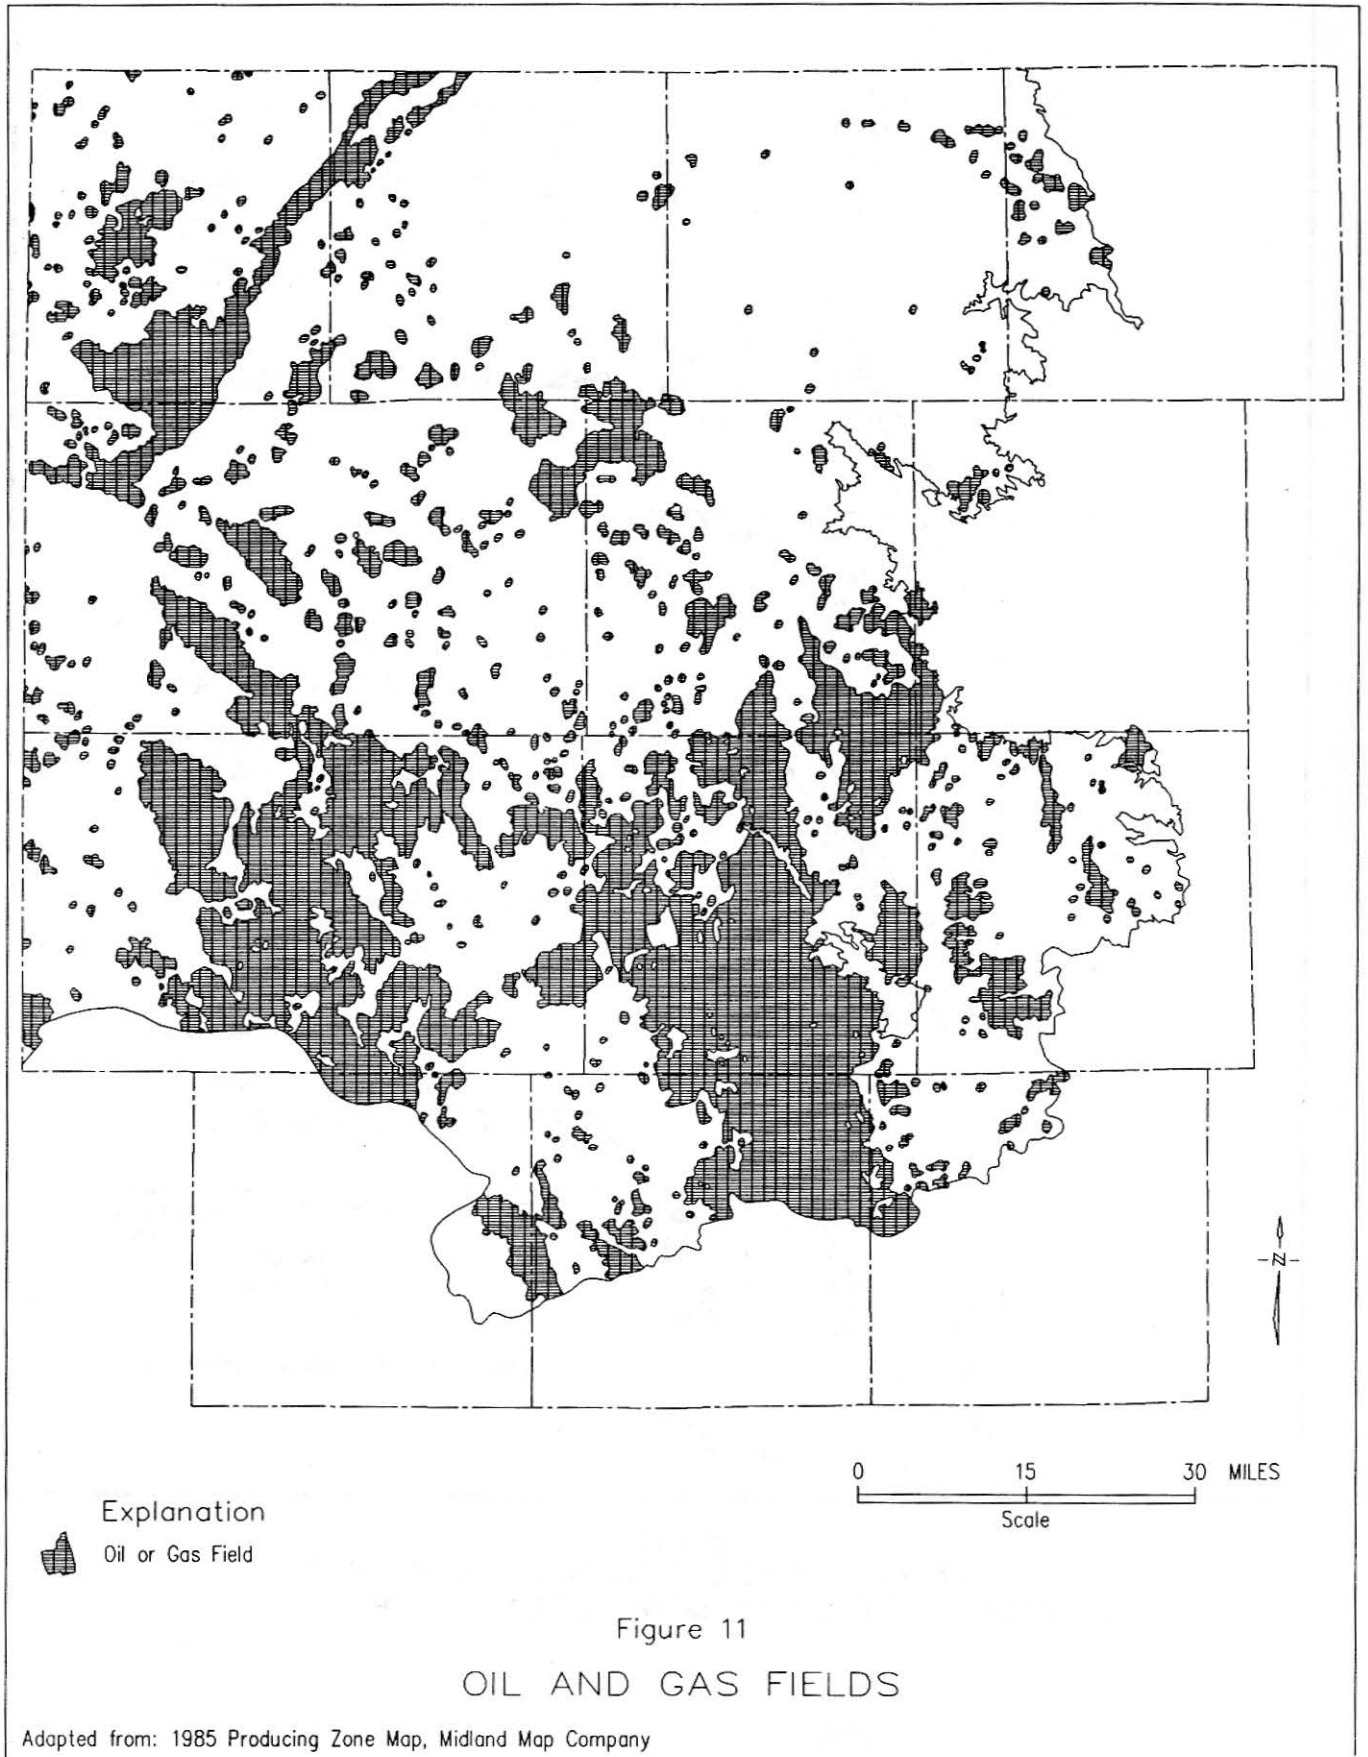 N
0 15 30 MILES
Scale
Explanation
Oil or Gas Field
Figure 11
OIL AND GAS FIELDS
Adapted from: 1985 Producing Zone Map, Midland Map Company